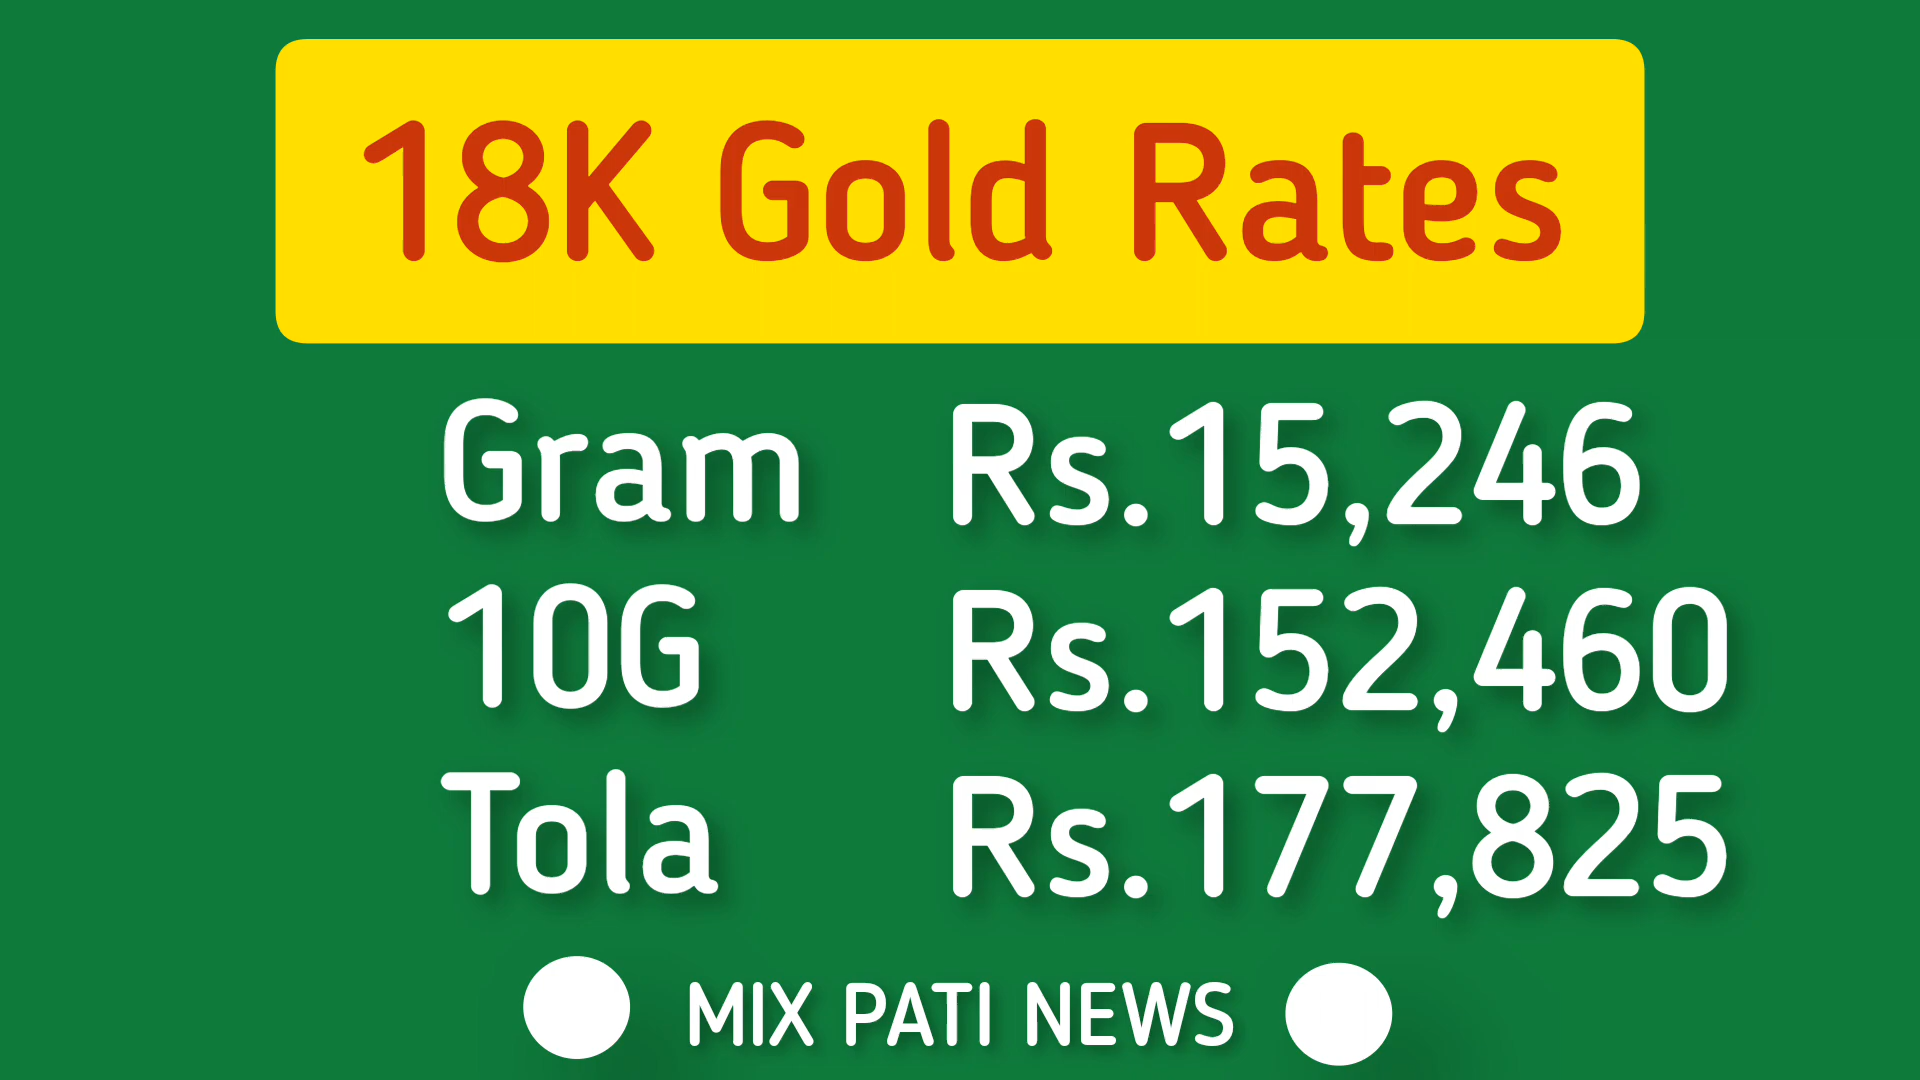 18K Gold Rates
Gram Rs.15,246
10G Rs.152,460
Tola Rs.177,825
MIX PATI NEWS